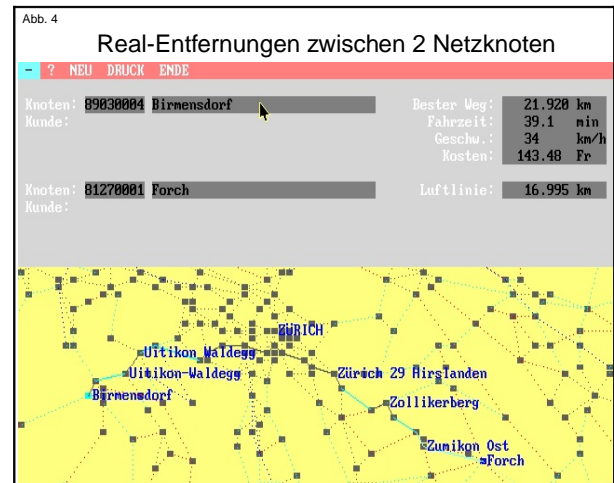 Abb. 4
Real-Entfernungen zwischen 2 Netzknoten
- ? NEU DRUCK ENDE
Knoten: 89030004 Birmensdorf Bester Weg: 21.920 km
Kunde: Fahrzeit: 39.1 min
Geschw.: 34 km/h
Kosten: 143.48 Fr
Knoten: 81270001 Forch Luftlinie: 16.995 km
Kunde:
ZÜRICH
Uitikon Waldegg
Uitikon-Waldegg Zürich 29 Hirslanden
Birmensdorf Zollikerberg
Zumikon Ost
Forch